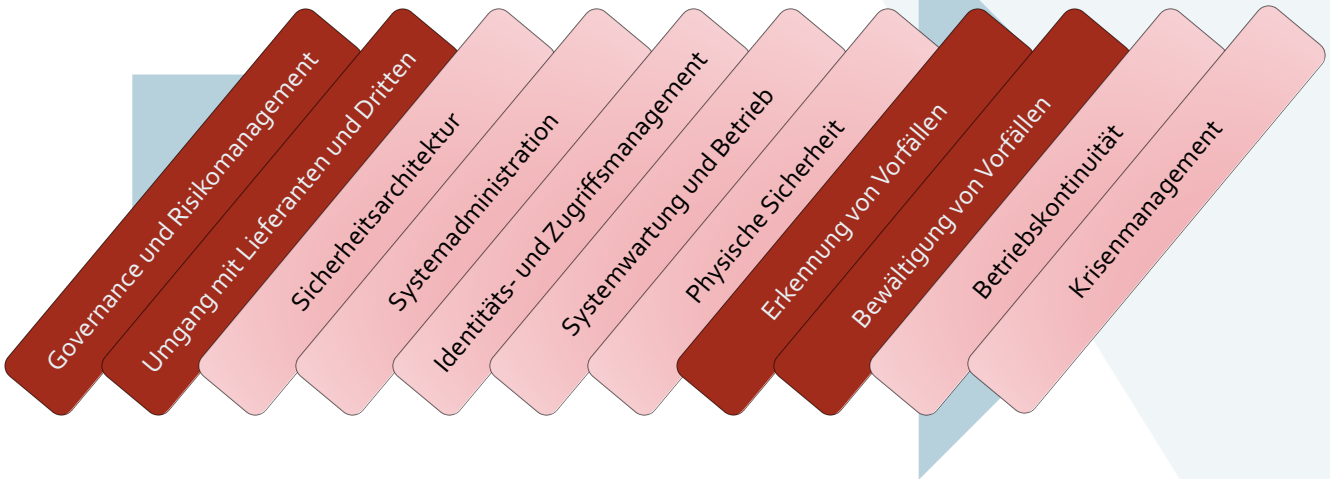 Governance und Risikomanagement
Umgang mit Lieferanten und Dritten
Sicherheitsarchitektur
Systemadministration
Identitäts- und Zugriffsmanagement
Systemwartung und Betrieb
Physische Sicherheit
Erkennung von Vorfällen
Bewältigung von Vorfällen
Betriebskontinuität
Krisenmanagement